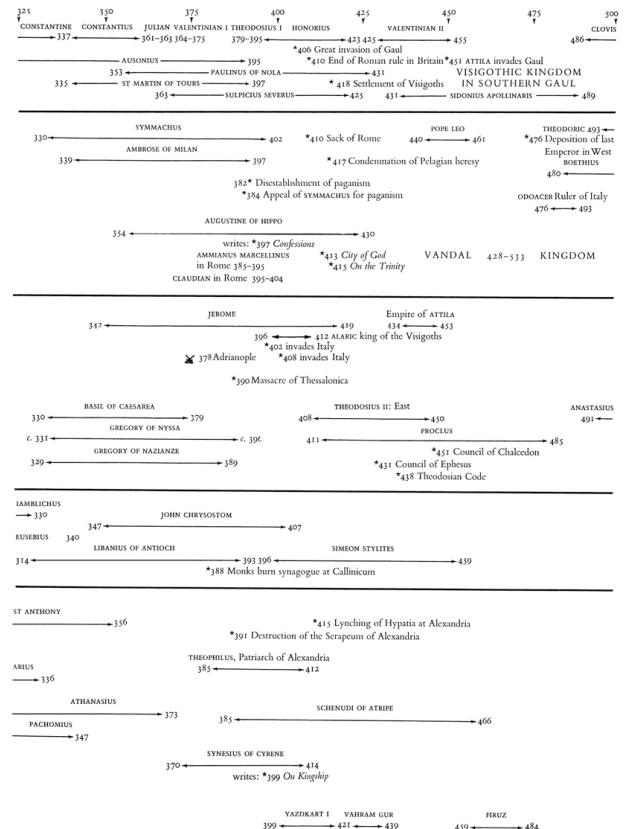 325 350 375 400 425 450 475 500
CONSTANTINE CONSTANTIUS JULIAN VALENTINIAN I THEODOSIUS I HONORIUS VALENTINIAN II CLOVIS
337 361–363 364–375 379–395 423 425 455 486
*406 Great invasion of Gaul
AUSONIUS 395 *410 End of Roman rule in Britain *451 ATTILA invades Gaul
353 PAULINUS OF NOLA 431 VISIGOTHIC KINGDOM
335 ST MARTIN OF TOURS 397 *418 Settlement of Visigoths IN SOUTHERN GAUL
363 SULPICIUS SEVERUS 425 431 SIDONIUS APOLLINARIS 489
SYMMACHUS POPE LEO THEODORIC 493
330 402 *410 Sack of Rome 440 461 *476 Deposition of last
AMBROSE OF MILAN Emperor in West
339 397 *417 Condemnation of Pelagian heresy BOETHIUS
480
382* Disestablishment of paganism
*384 Appeal of SYMMACHUS for paganism ODOACER Ruler of Italy
476 493
AUGUSTINE OF HIPPO
354 430
writes: *397 Confessions
AMMIANUS MARCELLINUS *413 City of God VANDAL 428–533 KINGDOM
in Rome 385–395 *415 On the Trinity
CLAUDIAN in Rome 395–404
JEROME Empire of ATTILA
342 419 434 453
396 412 ALARIC king of the Visigoths
*402 invades Italy
378 Adrianople *408 invades Italy
*390 Massacre of Thessalonica
BASIL OF CAESAREA THEODOSIUS II: East ANASTASIUS
330 379 408 450 491
GREGORY OF NYSSA PROCLUS
c. 331 c. 396 411 485
GREGORY OF NAZIANZE *451 Council of Chalcedon
329 389 *431 Council of Ephesus
*438 Theodosian Code
IAMBLICHUS
330 JOHN CHRYSOSTOM
347 407
EUSEBIUS 340
LIBANIUS OF ANTIOCH SIMEON STYLITES
314 393 396 459
*388 Monks burn synagogue at Callinicum
ST ANTHONY
356 *415 Lynching of Hypatia at Alexandria
*391 Destruction of the Serapeum of Alexandria
THEOPHILUS, Patriarch of Alexandria
ARIUS 385 412
336
ATHANASIUS SCHENUDI OF ATRIPE
373 385 466
PACHOMIUS
347
SYNESIUS OF CYRENE
370 414
writes: *399 On Kingship
YAZDKART I VAHRAM GUR FIRUZ
399 421 439 459 484